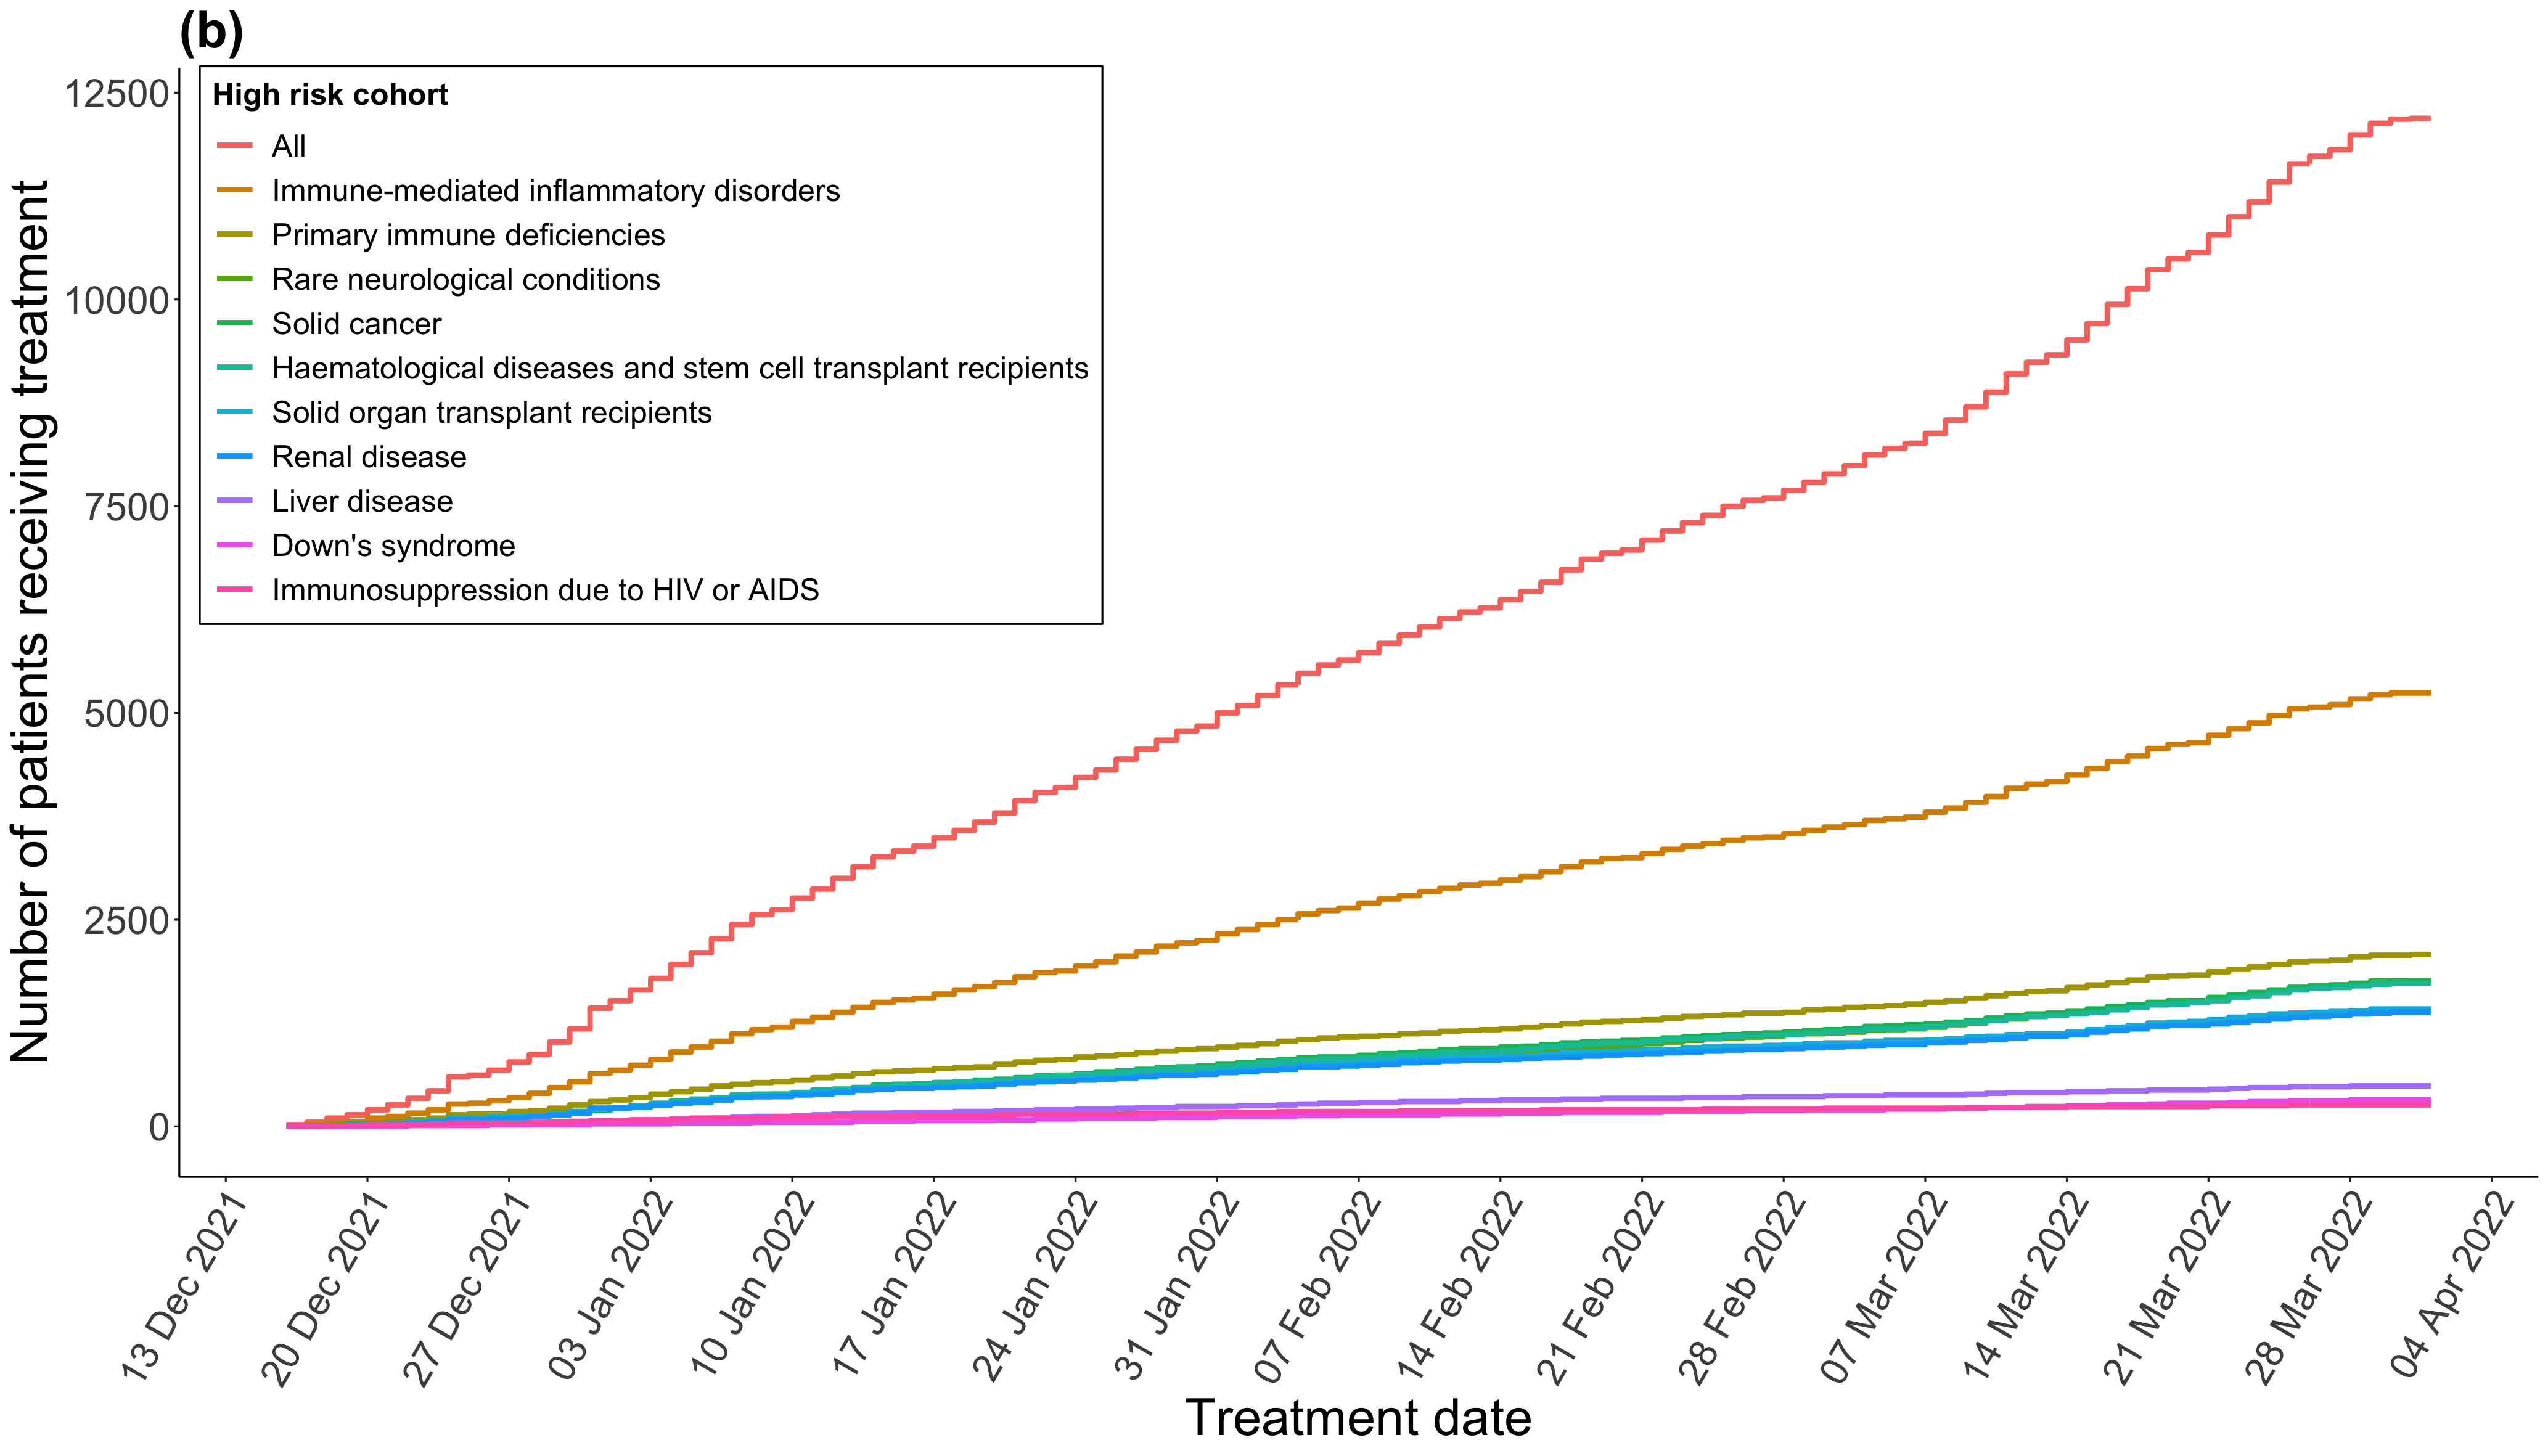 (b)
High risk cohort
All
Immune-mediated inflammatory disorders
Primary immune deficiencies
Rare neurological conditions
Solid cancer
Haematological diseases and stem cell transplant recipients
Solid organ transplant recipients
Renal disease
Liver disease
Down's syndrome
Immunosuppression due to HIV or AIDS
Number of patients receiving treatment
12500
10000
7500
5000
2500
0
13 Dec 2021
20 Dec 2021
27 Dec 2021
03 Jan 2022
10 Jan 2022
17 Jan 2022
24 Jan 2022
31 Jan 2022
07 Feb 2022
14 Feb 2022
21 Feb 2022
28 Feb 2022
07 Mar 2022
14 Mar 2022
21 Mar 2022
28 Mar 2022
04 Apr 2022
Treatment date